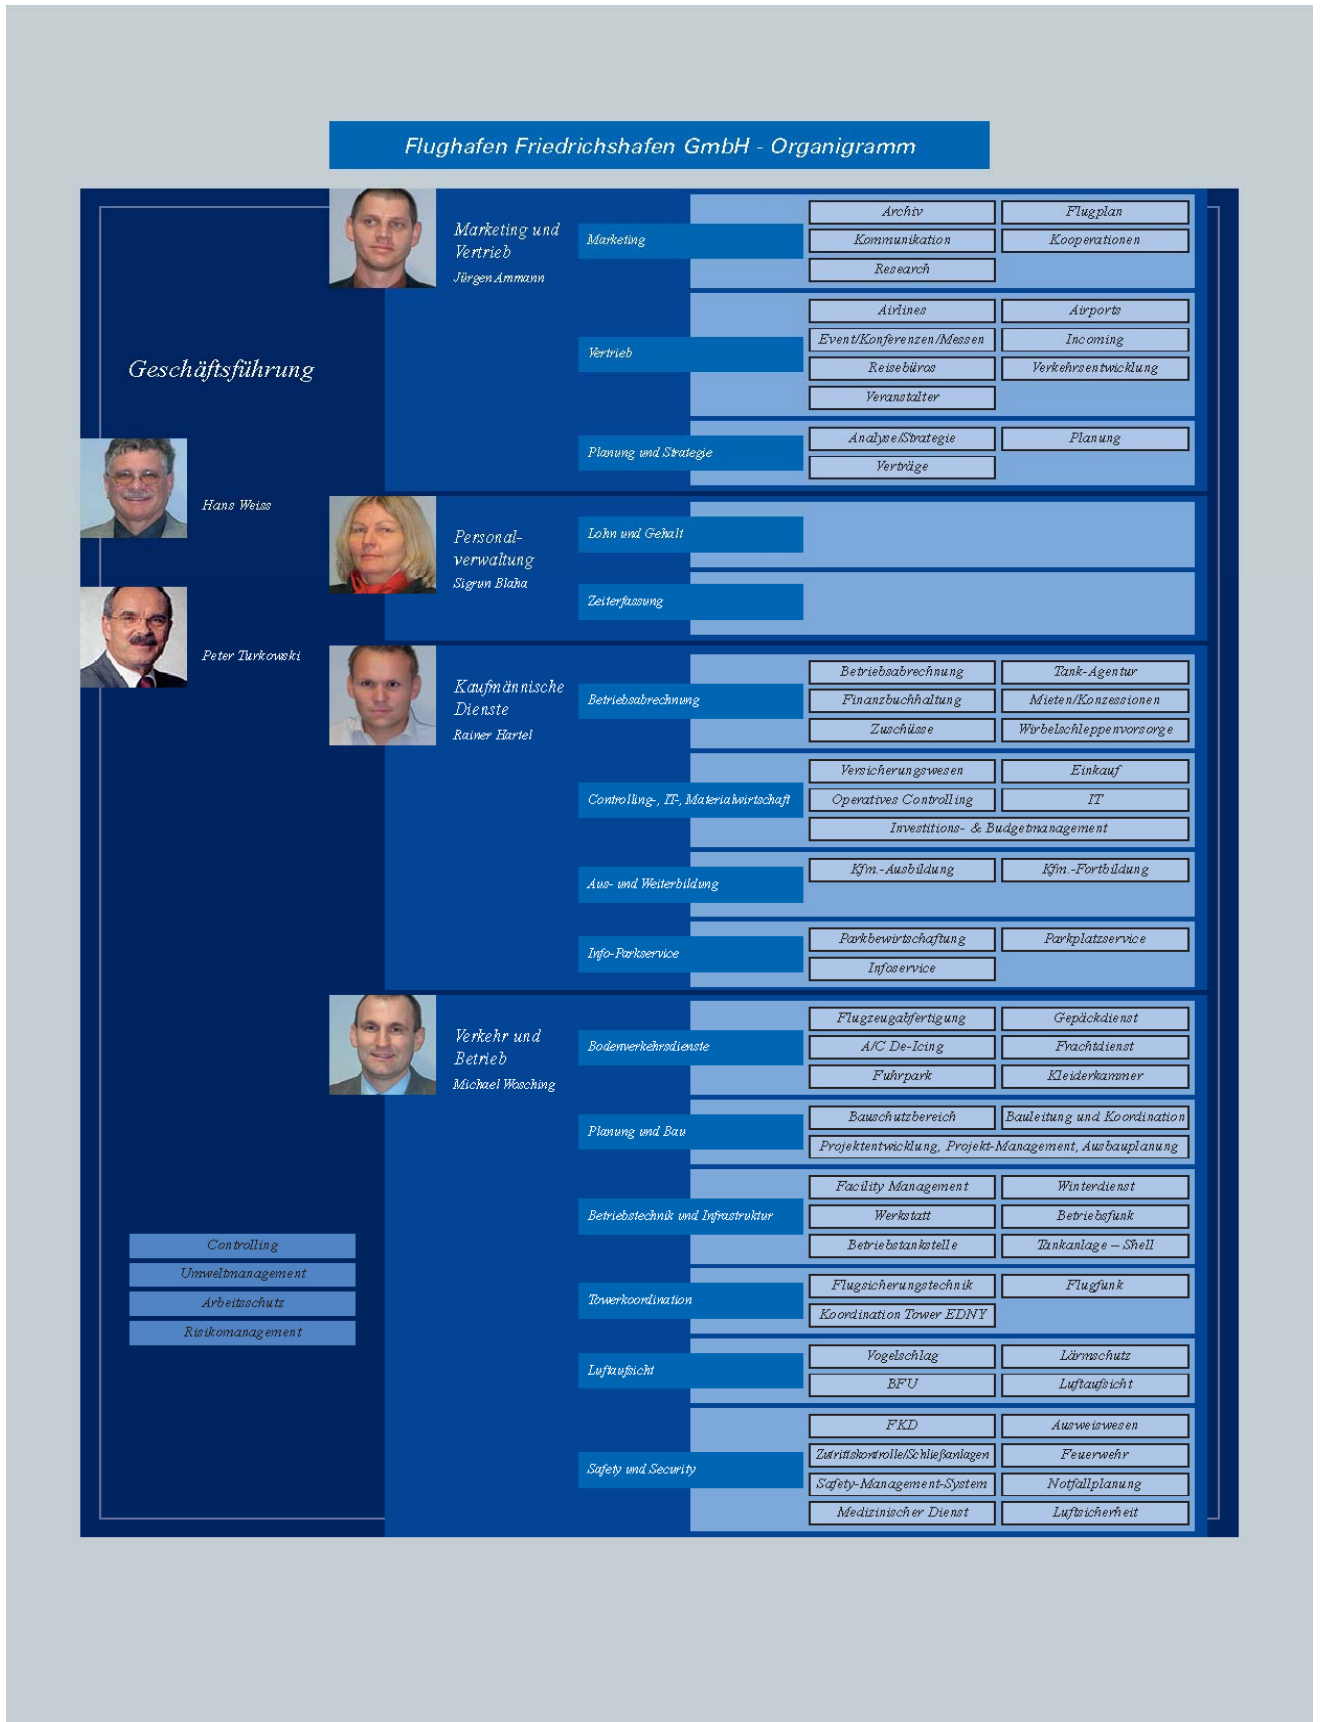 Flughafen Friedrichshafen GmbH - Organigramm
Geschäftsführung
Hans Weiss
Peter Turkowski
Controlling
Umweltmanagement
Arbeitsschutz
Risikomanagement
Marketing und
Vertrieb
Jürgen Ammann
Marketing
Archiv
Flugplan
Kommunikation
Kooperationen
Research
Vertrieb
Airlines
Airports
Event/Konferenzen/Messen
Incoming
Reisebüros
Verkehrsentwicklung
Veranstalter
Planung und Strategie
Analyse/Strategie
Planung
Verträge
Personal-
verwaltung
Sigrun Blaha
Lohn und Gehalt
Zeiterfassung
Kaufmännische
Dienste
Rainer Hartel
Betriebsabrechnung
Betriebsabrechnung
Tank-Agentur
Finanzbuchhaltung
Mieten/Konzessionen
Zuschüsse
Wirbelschleppenvorsorge
Controlling-, IT-, Materialwirtschaft
Versicherungswesen
Einkauf
Operatives Controlling
IT
Investitions- & Budgetmanagement
Aus- und Weiterbildung
Kfm.-Ausbildung
Kfm.-Fortbildung
Info-Parkservice
Parkbewirtschaftung
Parkplatzservice
Infoservice
Verkehr und
Betrieb
Michael Wosching
Bodenverkehrsdienste
Flugzeugabfertigung
Gepäckdienst
A/C De-Icing
Frachtdienst
Fuhrpark
Kleiderkammer
Planung und Bau
Bauschutzbereich
Bauleitung und Koordination
Projektentwicklung, Projekt-Management, Ausbauplanung
Betriebstechnik und Infrastruktur
Facility Management
Winterdienst
Werkstatt
Betriebsfunk
Betriebstankstelle
Tankanlage – Shell
Towerkoordination
Flugsicherungstechnik
Flugfunk
Koordination Tower EDNY
Luftaufsicht
Vogelschlag
Lärmschutz
BFU
Luftaufsicht
Safety und Security
FKD
Ausweiswesen
Zutrittskontrolle/Schließanlagen
Feuerwehr
Safety-Management-System
Notfallplanung
Medizinischer Dienst
Luftsicherheit